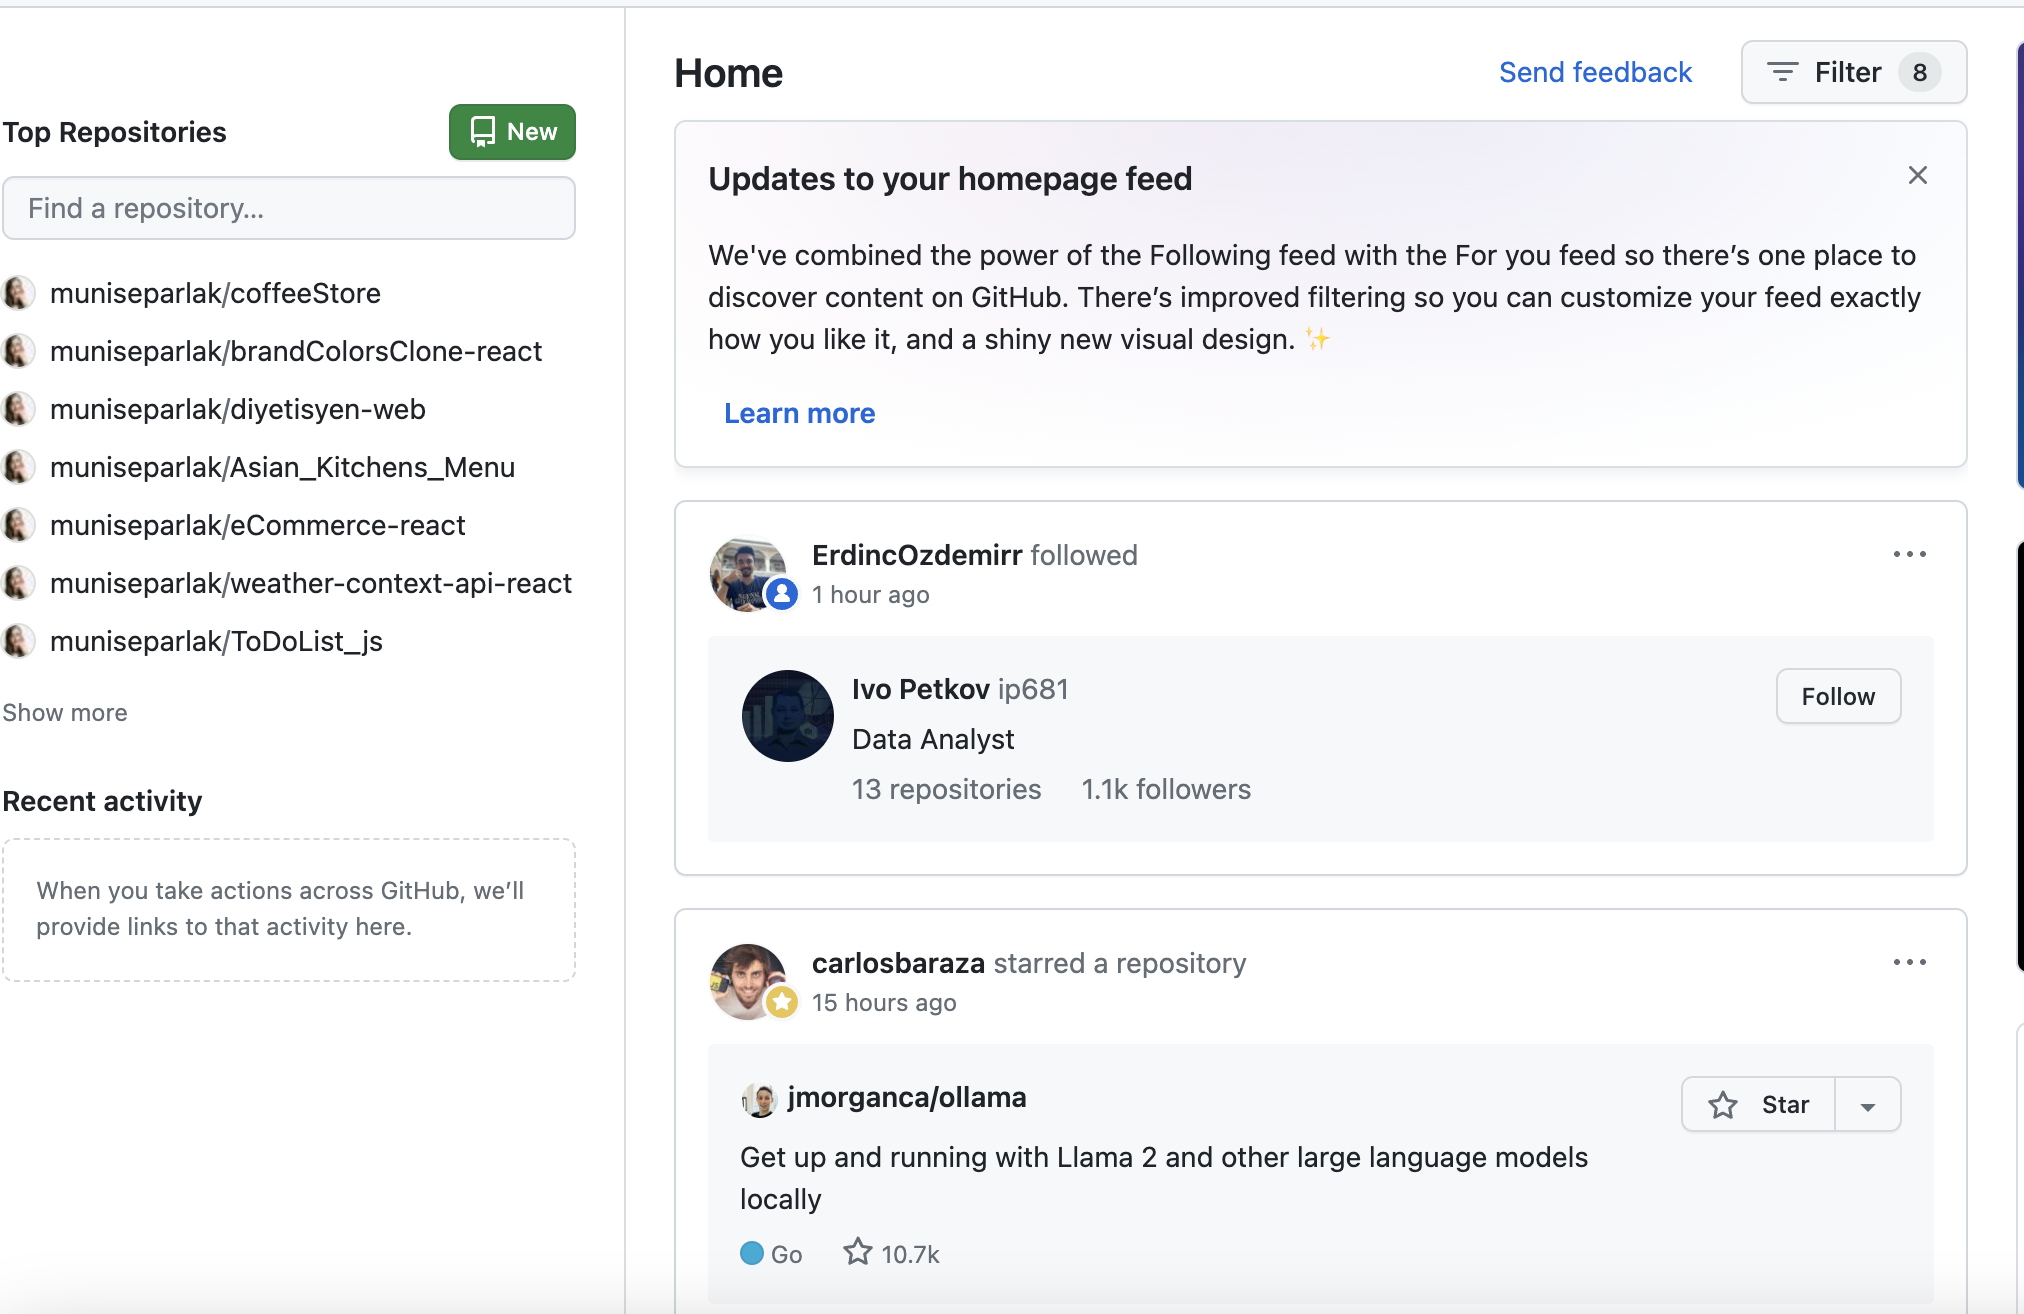 Top Repositories
New
Find a repository...
muniseparlak/coffeeStore
muniseparlak/brandColorsClone-react
muniseparlak/diyetisyen-web
muniseparlak/Asian_Kitchens_Menu
muniseparlak/eCommerce-react
muniseparlak/weather-context-api-react
muniseparlak/ToDoList_js
Show more
Recent activity
When you take actions across GitHub, we’ll
provide links to that activity here.
Home
Send feedback
Filter 8
Updates to your homepage feed
We've combined the power of the Following feed with the For you feed so there’s one place to
discover content on GitHub. There’s improved filtering so you can customize your feed exactly
how you like it, and a shiny new visual design. ✨
Learn more
ErdincOzdemirr followed
1 hour ago
Ivo Petkov ip681
Follow
Data Analyst
13 repositories 1.1k followers
carlosbaraza starred a repository
15 hours ago
jmorganca/ollama
Star
Get up and running with Llama 2 and other large language models
locally
Go 10.7k